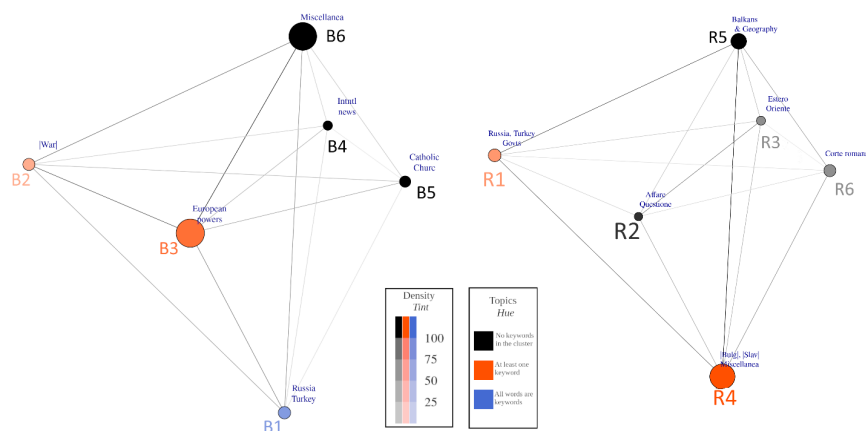 Miscellanea
B6
Intntl
news
B4
|War|
B2
Catholic
Churc
B5
European
powers
B3
Russia
Turkey
B1
Balkans
& Geography
R5
Estero
Oriente
R3
Russia, Turkey
Govts
R1
Corte roman
R6
Affare
Questione
R2
|Bulg|, |Slav|
Miscellanea
R4
Density
Tint
100
75
50
25
Topics
Hue
No keywords
in the cluster
At least one
keyword
All words are
keywords